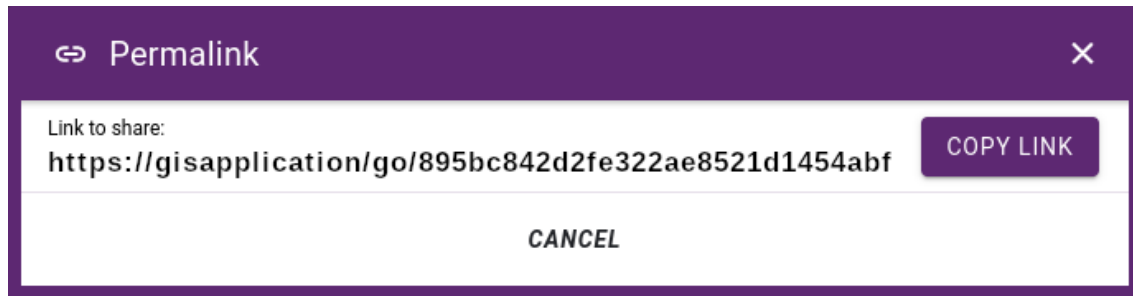 Permalink
Link to share:
https://gisapplication/go/895bc842d2fe322ae8521d1454abf
COPY LINK
CANCEL